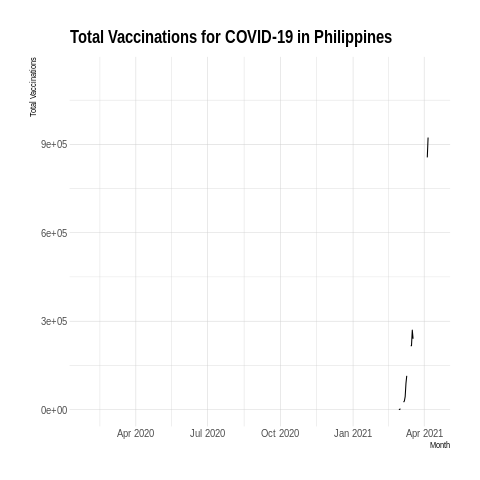 Total Vaccinations for COVID-19 in Philippines
Total Vaccinations
9e+05
6e+05
3e+05
0e+00
Apr 2020 Jul 2020 Oct 2020 Jan 2021 Apr 2021
Month